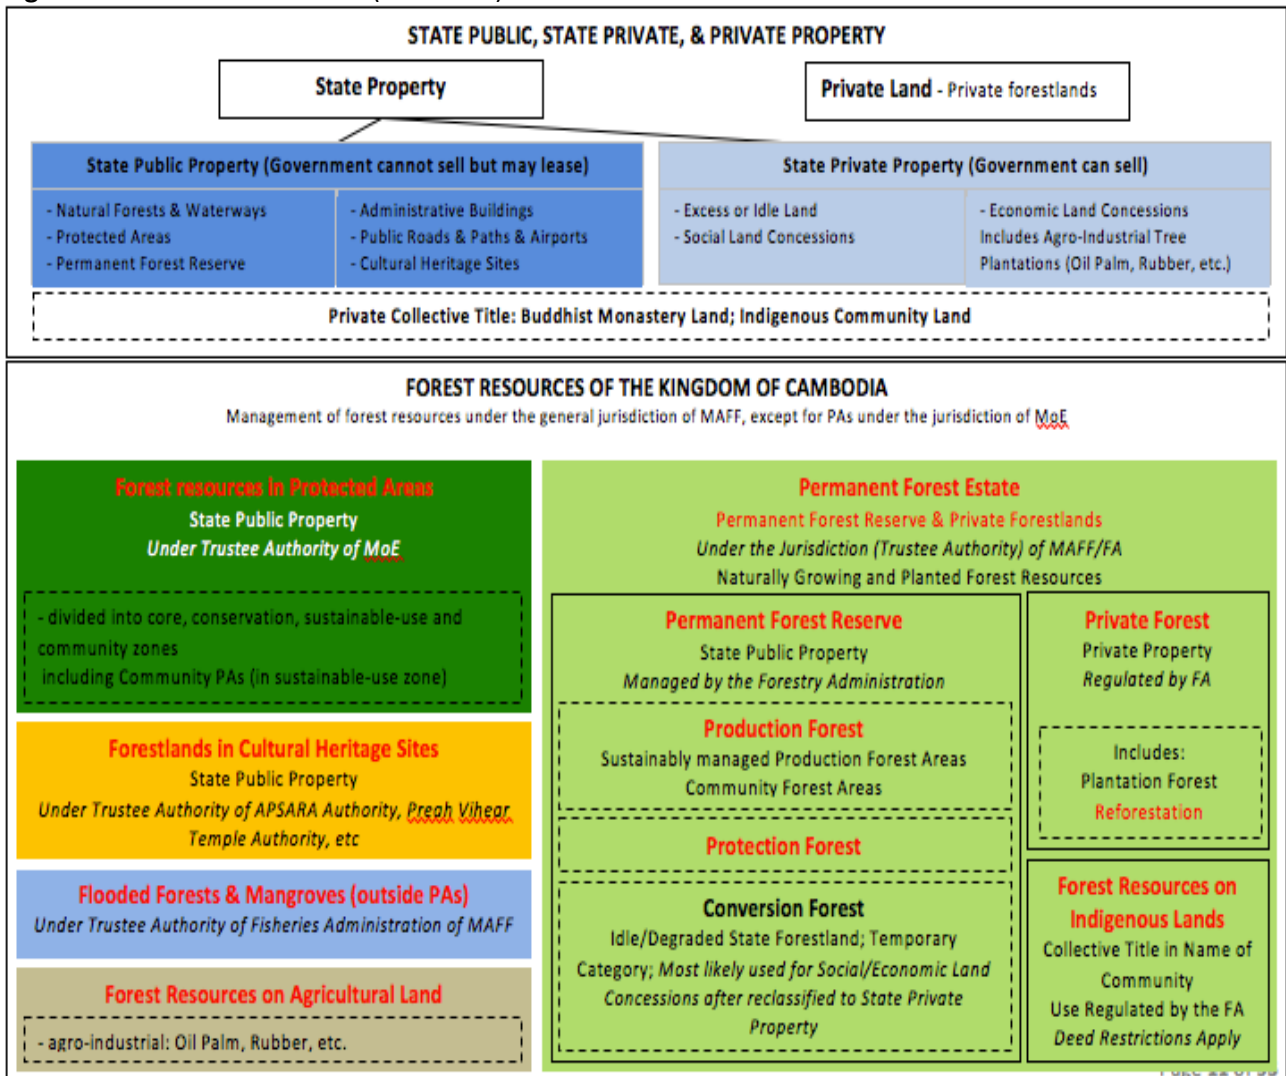 STATE PUBLIC, STATE PRIVATE, & PRIVATE PROPERTY
State Property
Private Land - Private forestlands
State Public Property (Government cannot sell but may lease)
- Natural Forests & Waterways
- Protected Areas
- Permanent Forest Reserve
- Administrative Buildings
- Public Roads & Paths & Airports
- Cultural Heritage Sites
State Private Property (Government can sell)
- Excess or Idle Land
- Social Land Concessions
- Economic Land Concessions
Includes Agro-Industrial Tree
Plantations (Oil Palm, Rubber, etc.)
Private Collective Title: Buddhist Monastery Land; Indigenous Community Land
FOREST RESOURCES OF THE KINGDOM OF CAMBODIA
Management of forest resources under the general jurisdiction of MAFF, except for PAs under the jurisdiction of MoE
Forest resources in Protected Areas
State Public Property
Under Trustee Authority of MoE
- divided into core, conservation, sustainable-use and
community zones
including Community PAs (in sustainable-use zone)
Forestlands in Cultural Heritage Sites
State Public Property
Under Trustee Authority of APSARA Authority, Preah Vihear
Temple Authority, etc
Flooded Forests & Mangroves (outside PAs)
Under Trustee Authority of Fisheries Administration of MAFF
Forest Resources on Agricultural Land
- agro-industrial: Oil Palm, Rubber, etc.
Permanent Forest Estate
Permanent Forest Reserve & Private Forestlands
Under the Jurisdiction (Trustee Authority) of MAFF/FA
Naturally Growing and Planted Forest Resources
Permanent Forest Reserve
State Public Property
Managed by the Forestry Administration
Production Forest
Sustainably managed Production Forest Areas
Community Forest Areas
Protection Forest
Conversion Forest
Idle/Degraded State Forestland; Temporary
Category; Most likely used for Social/Economic Land
Concessions after reclassified to State Private
Property
Private Forest
Private Property
Regulated by FA
Includes:
Plantation Forest
Reforestation
Forest Resources on
Indigenous Lands
Collective Title in Name of
Community
Use Regulated by the FA
Deed Restrictions Apply